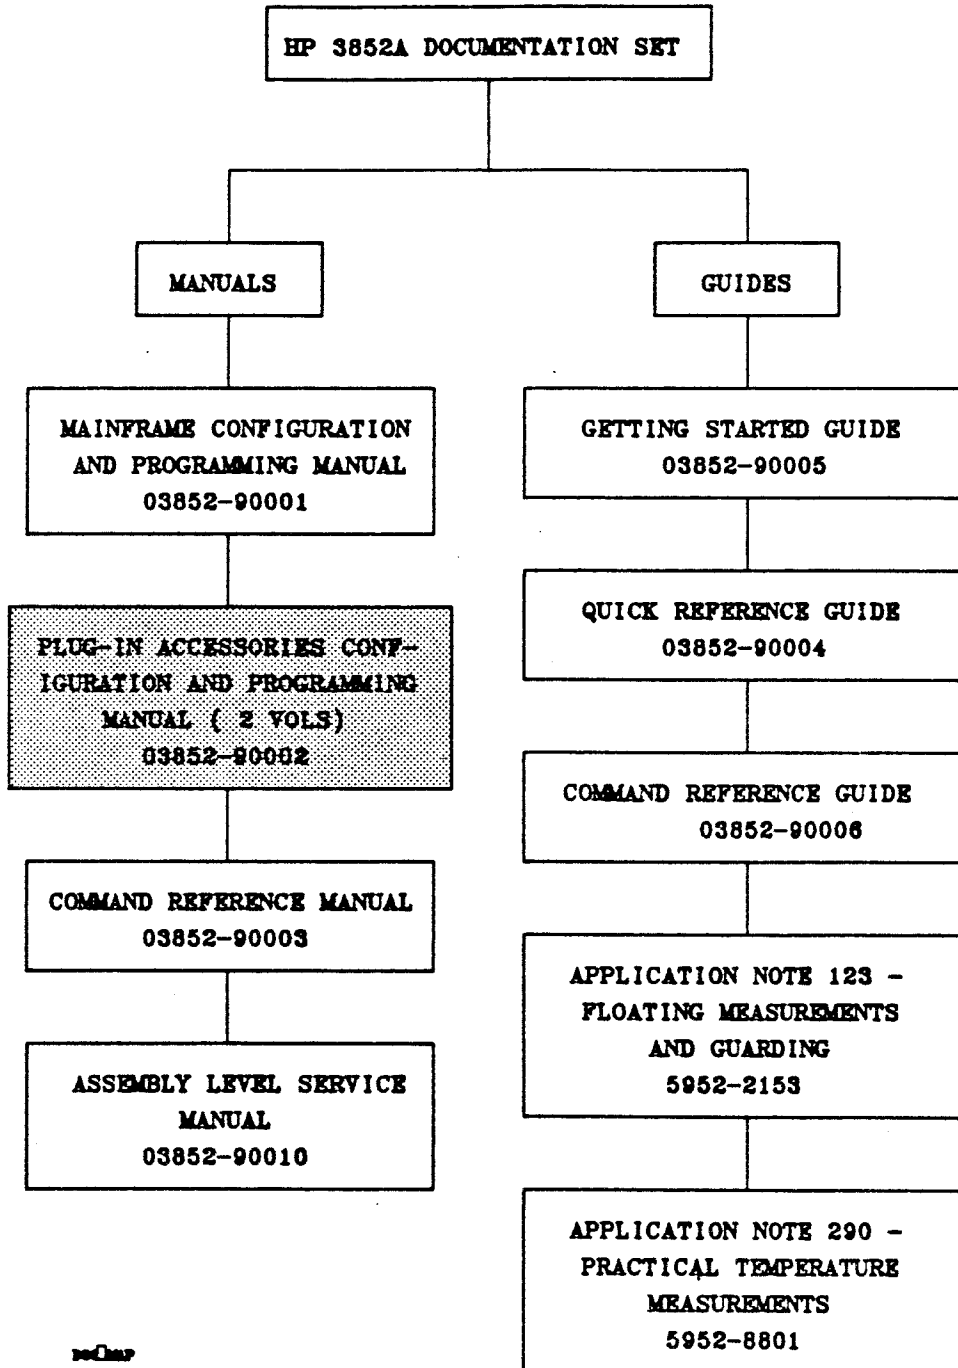 HP 3852A DOCUMENTATION SET
MANUALS
MAINFRAME CONFIGURATION
AND PROGRAMMING MANUAL
03852-90001
PLUG-IN ACCESSORIES CONF-
IGURATION AND PROGRAMMING
MANUAL ( 2 VOLS)
03852-90002
COMMAND REFERENCE MANUAL
03852-90003
ASSEMBLY LEVEL SERVICE
MANUAL
03852-90010
GUIDES
GETTING STARTED GUIDE
03852-90005
QUICK REFERENCE GUIDE
03852-90004
COMMAND REFERENCE GUIDE
03852-90006
APPLICATION NOTE 123 -
FLOATING MEASUREMENTS
AND GUARDING
5952-2153
APPLICATION NOTE 290 -
PRACTICAL TEMPERATURE
MEASUREMENTS
5952-8801